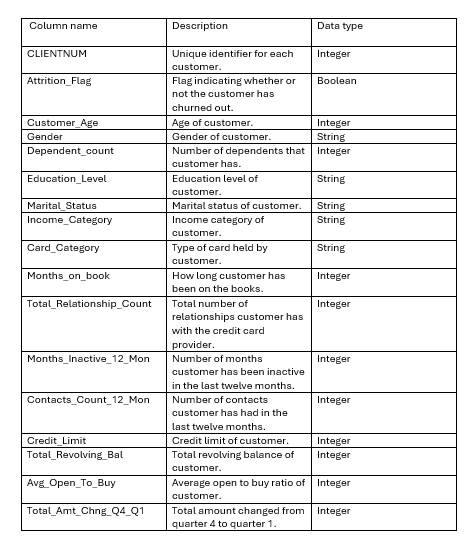 Column name Description Data type
CLIENTNUM Unique identifier for each Integer
customer.
Attrition_Flag Flag indicating whether or Boolean
not the customer has
churned out.
Customer_Age Age of customer. Integer
Gender Gender of customer. String
Dependent_count Number of dependents that Integer
customer has.
Education_Level Education level of String
customer.
Marital_Status Marital status of customer. String
Income_Category Income category of String
customer.
Card_Category Type of card held by String
customer.
Months_on_book How long customer has Integer
been on the books.
Total_Relationship_Count Total number of Integer
relationships customer has
with the credit card
provider.
Months_Inactive_12_Mon Number of months Integer
customer has been inactive
in the last twelve months.
Contacts_Count_12_Mon Number of contacts Integer
customer has had in the
last twelve months.
Credit_Limit Credit limit of customer. Integer
Total_Revolving_Bal Total revolving balance of Integer
customer.
Avg_Open_To_Buy Average open to buy ratio of Integer
customer.
Total_Amt_Chng_Q4_Q1 Total amount changed from Integer
quarter 4 to quarter 1.